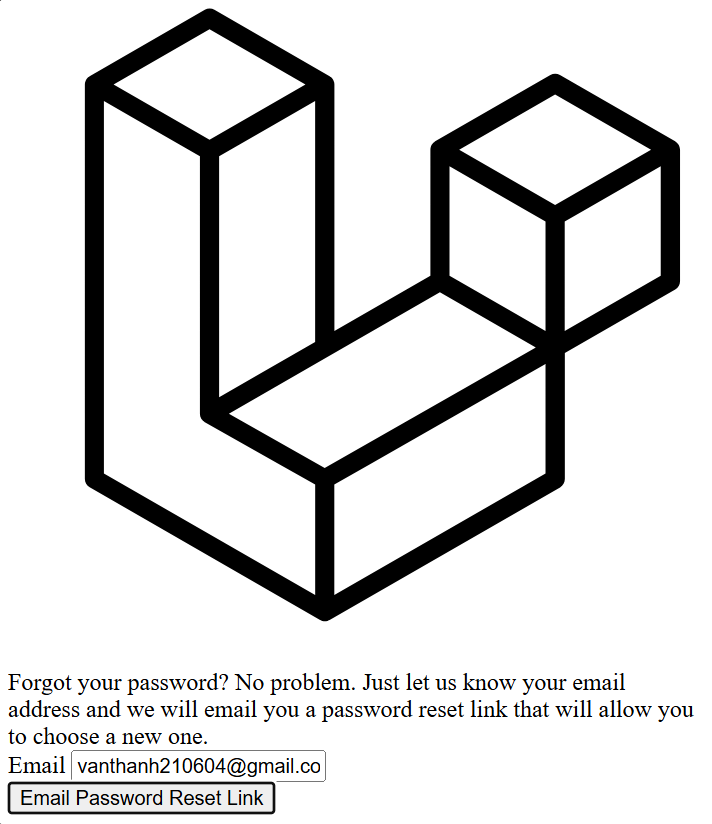 Forgot your password? No problem. Just let us know your email
address and we will email you a password reset link that will allow you
to choose a new one.
Email vanthanh210604@gmail.co
Email Password Reset Link